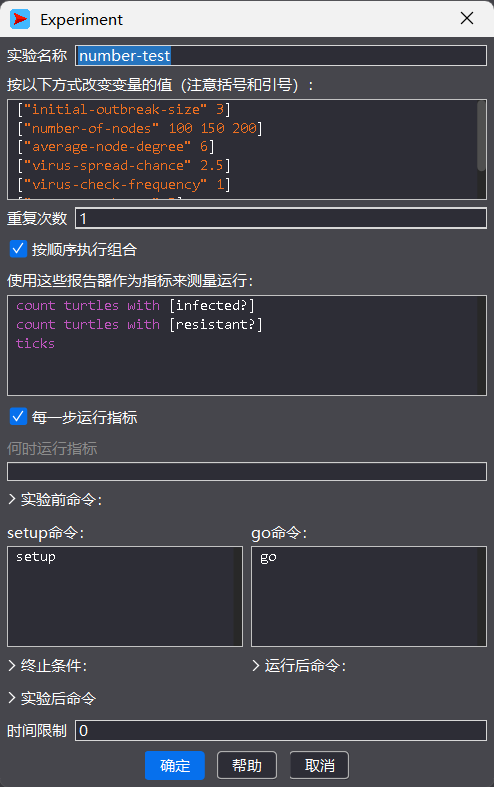 Experiment
实验名称 number-test
按以下方式改变变量的值（注意括号和引号）：
["initial-outbreak-size" 3]
["number-of-nodes" 100 150 200]
["average-node-degree" 6]
["virus-spread-chance" 2.5]
["virus-check-frequency" 1]
重复次数 1
按顺序执行组合
使用这些报告器作为指标来测量运行：
count turtles with [infected?]
count turtles with [resistant?]
ticks
每一步运行指标
何时运行指标
实验前命令：
setup命令： go命令：
setup go
终止条件： 运行后命令：
实验后命令
时间限制 0
确定 帮助 取消